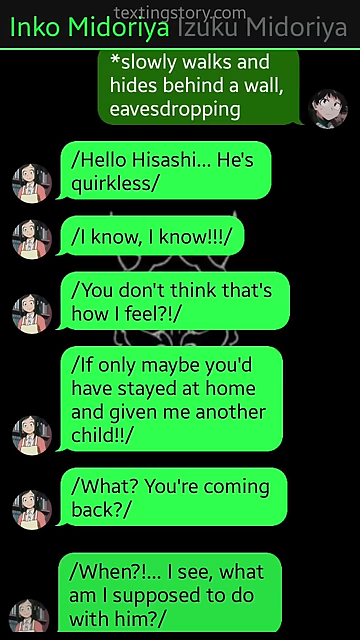 textingstory.com
Inko Midoriya Izuku Midoriya
*slowly walks and
hides behind a wall,
eavesdropping
/Hello Hisashi... He's
quirkless/
/I know, I know!!!/
/You don't think that's
how I feel?!/
/If only maybe you'd
have stayed at home
and given me another
child!!/
/What? You're coming
back?/
/When?!... I see, what
am I supposed to do
with him?/